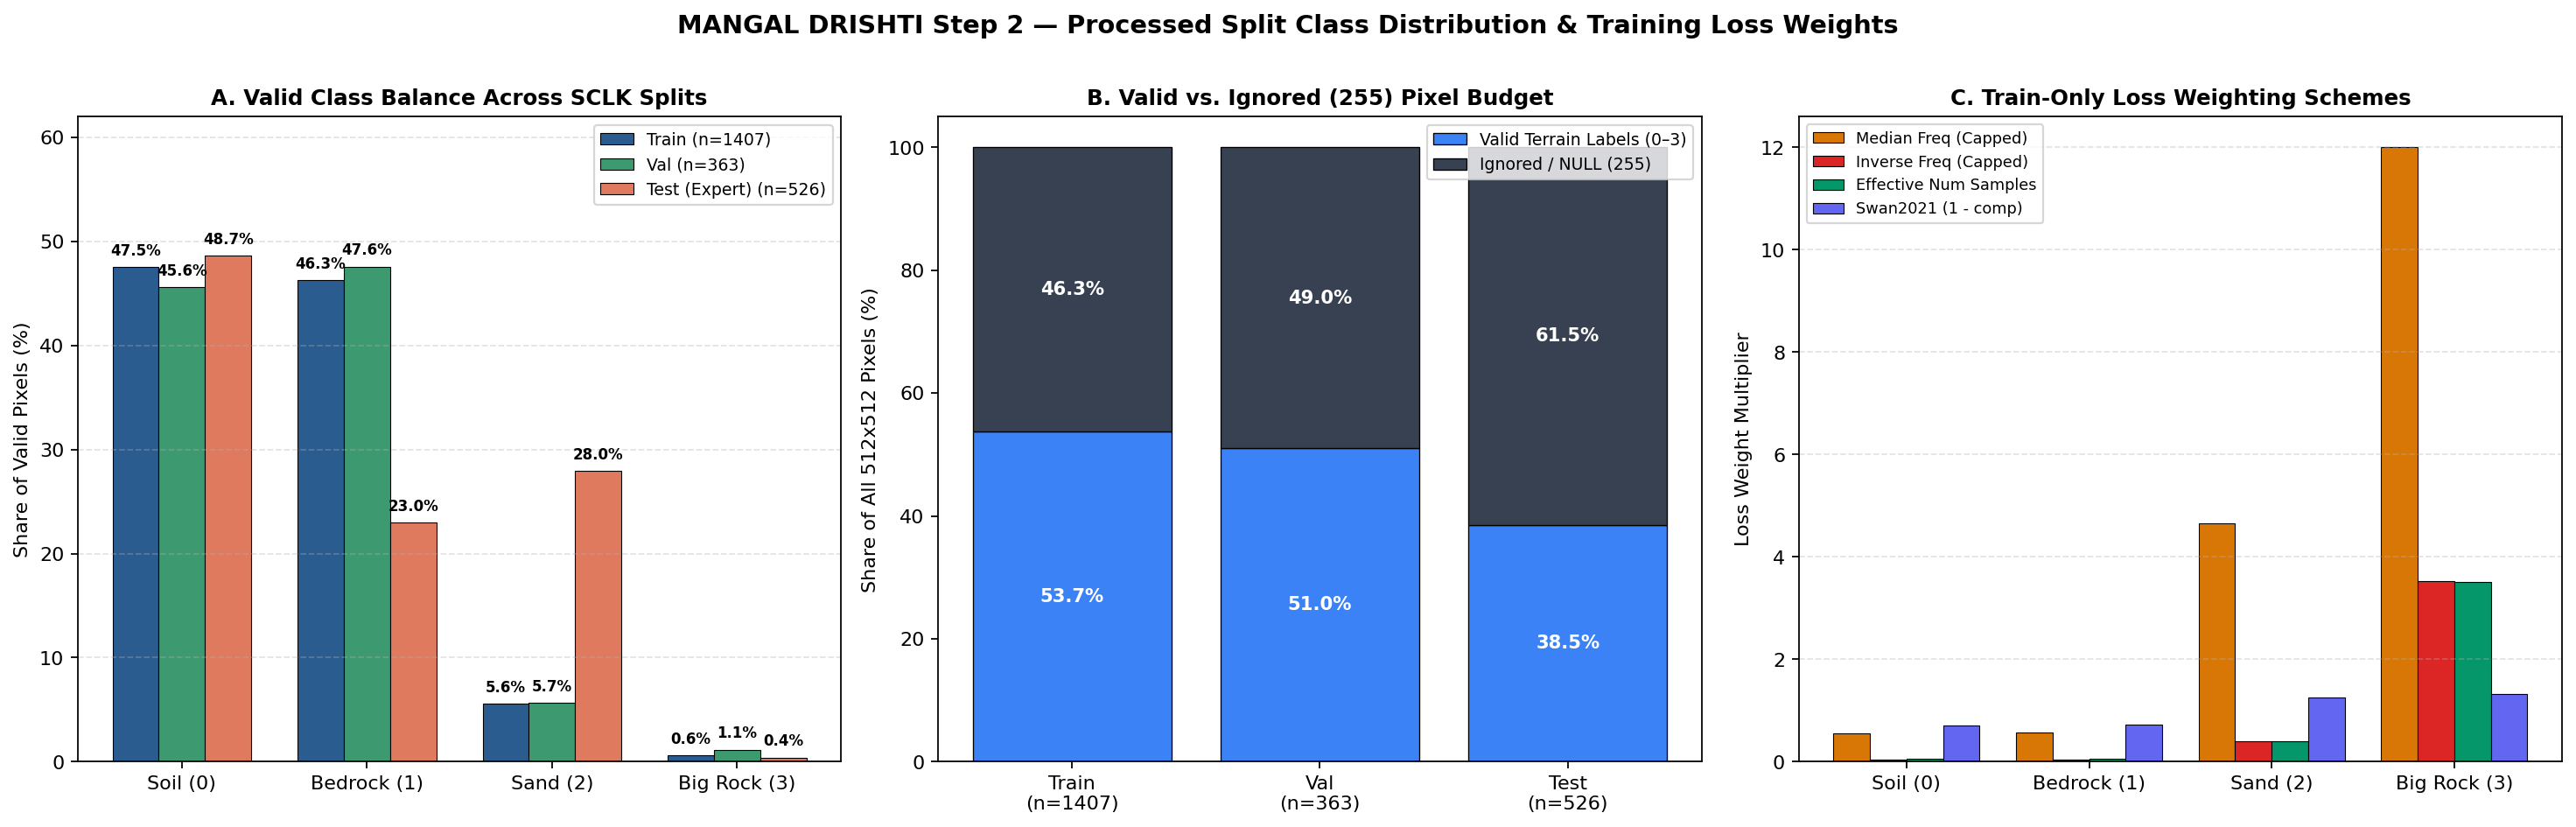 MANGAL DRISHTI Step 2 — Processed Split Class Distribution & Training Loss Weights
A. Valid Class Balance Across SCLK Splits
Share of Valid Pixels (%)
60
50
40
30
20
10
0
Train (n=1407)
Val (n=363)
Test (Expert) (n=526)
47.5%
45.6%
48.7%
46.3%
47.6%
23.0%
5.6%
5.7%
28.0%
0.6%
1.1%
0.4%
Soil (0)
Bedrock (1)
Sand (2)
Big Rock (3)
B. Valid vs. Ignored (255) Pixel Budget
Share of All 512x512 Pixels (%)
100
80
60
40
20
0
Valid Terrain Labels (0–3)
Ignored / NULL (255)
46.3%
49.0%
61.5%
53.7%
51.0%
38.5%
Train
(n=1407)
Val
(n=363)
Test
(n=526)
C. Train-Only Loss Weighting Schemes
Loss Weight Multiplier
12
10
8
6
4
2
0
Median Freq (Capped)
Inverse Freq (Capped)
Effective Num Samples
Swan2021 (1 - comp)
Soil (0)
Bedrock (1)
Sand (2)
Big Rock (3)